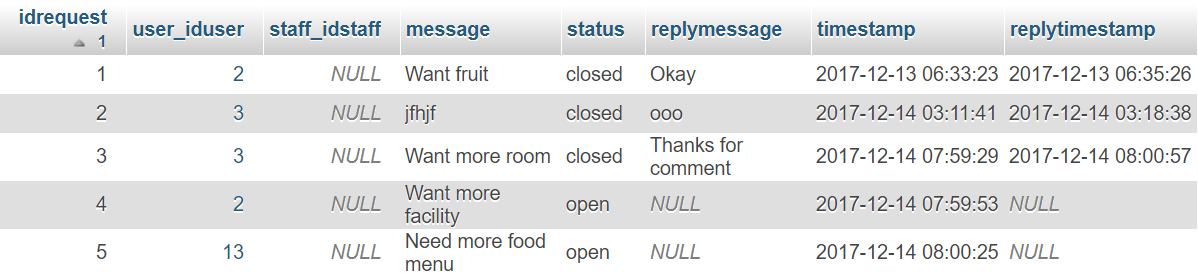 idrequest 1 user_iduser staff_idstaff message status replymessage timestamp replytimestamp
1 2 NULL Want fruit closed Okay 2017-12-13 06:33:23 2017-12-13 06:35:26
2 3 NULL jfhjf closed ooo 2017-12-14 03:11:41 2017-12-14 03:18:38
3 3 NULL Want more room closed Thanks for comment 2017-12-14 07:59:29 2017-12-14 08:00:57
4 2 NULL Want more facility open NULL 2017-12-14 07:59:53 NULL
5 13 NULL Need more food menu open NULL 2017-12-14 08:00:25 NULL